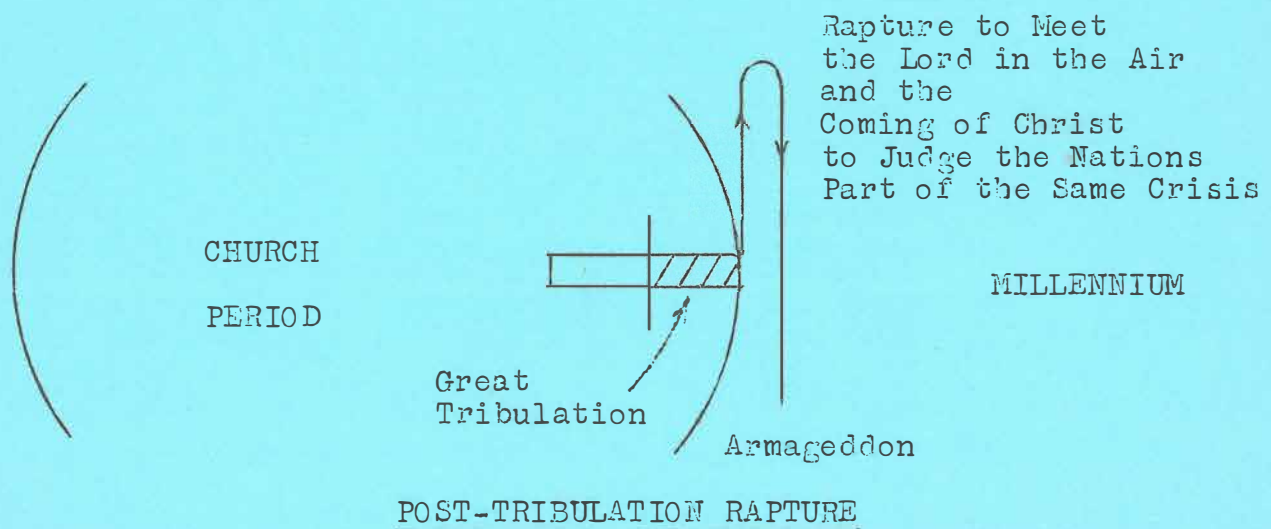 Rapture to Meet
the Lord in the Air
and the
Coming of Christ
to Judge the Nations
Part of the Same Crisis
CHURCH
PERIOD
MILLENNIUM
Great
Tribulation
Armageddon
POST-TRIBULATION RAPTURE